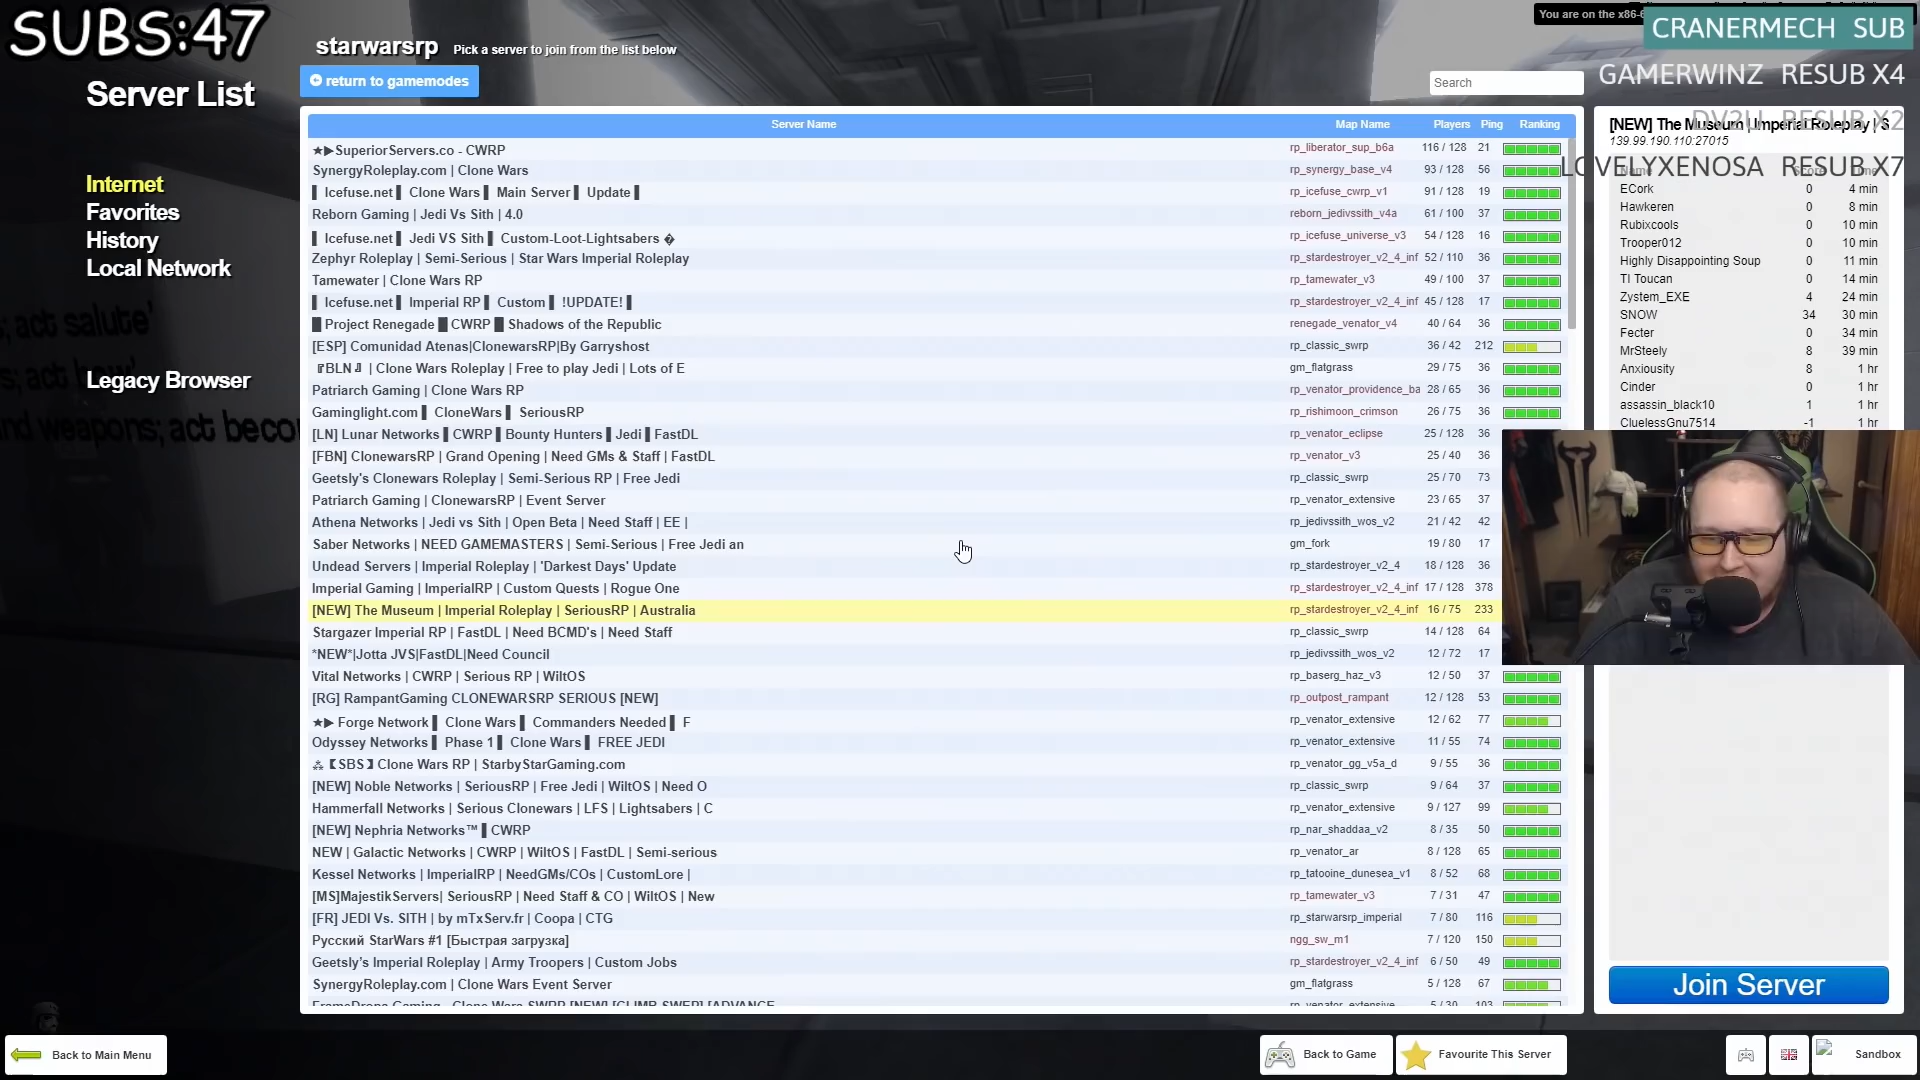 SUBS:47
You are on the x86-6
CRANERMECH SUB
GAMERWINZ RESUB X4
DV2U RESUB X2
LOVELYXENOSA RESUB X7
starwarsrp Pick a server to join from the list below
return to gamemodes
Search
Server List
Internet
Favorites
History
Local Network
Legacy Browser
; act salute'
s; act
and weapons; act beco
Server Name Map Name Players Ping Ranking
★▶SuperiorServers.co - CWRP rp_liberator_sup_b6a 116 / 128 21
SynergyRoleplay.com | Clone Wars rp_synergy_base_v4 93 / 128 56
▌Icefuse.net ▌ Clone Wars ▌ Main Server ▌ Update ▌ rp_icefuse_cwrp_v1 91 / 128 19
Reborn Gaming | Jedi Vs Sith | 4.0 reborn_jedivssith_v4a 61 / 100 37
▌Icefuse.net ▌ Jedi VS Sith ▌ Custom-Loot-Lightsabers � rp_icefuse_universe_v3 54 / 128 16
Zephyr Roleplay | Semi-Serious | Star Wars Imperial Roleplay rp_stardestroyer_v2_4_inf 52 / 110 36
Tamewater | Clone Wars RP rp_tamewater_v3 49 / 100 37
▌Icefuse.net ▌ Imperial RP ▌ Custom ▌ !UPDATE! ▌ rp_stardestroyer_v2_4_inf 45 / 128 17
█ Project Renegade █ CWRP █ Shadows of the Republic renegade_venator_v4 40 / 64 36
[ESP] Comunidad Atenas|ClonewarsRP|By Garryshost rp_classic_swrp 36 / 42 212
『BLN』 | Clone Wars Roleplay | Free to play Jedi | Lots of E gm_flatgrass 29 / 75 36
Patriarch Gaming | Clone Wars RP rp_venator_providence_ba 28 / 65 36
Gaminglight.com ▌ CloneWars ▌ SeriousRP rp_rishimoon_crimson 26 / 75 36
[LN] Lunar Networks ▌CWRP ▌Bounty Hunters ▌Jedi ▌FastDL rp_venator_eclipse 25 / 128 36
[FBN] ClonewarsRP | Grand Opening | Need GMs & Staff | FastDL rp_venator_v3 25 / 40 36
Geetsly's Clonewars Roleplay | Semi-Serious RP | Free Jedi rp_classic_swrp 25 / 70 73
Patriarch Gaming | ClonewarsRP | Event Server rp_venator_extensive 23 / 65 37
Athena Networks | Jedi vs Sith | Open Beta | Need Staff | EE | rp_jedivssith_wos_v2 21 / 42 42
Saber Networks | NEED GAMEMASTERS | Semi-Serious | Free Jedi an gm_fork 19 / 80 17
Undead Servers | Imperial Roleplay | 'Darkest Days' Update rp_stardestroyer_v2_4 18 / 128 36
Imperial Gaming | ImperialRP | Custom Quests | Rogue One rp_stardestroyer_v2_4_inf 17 / 128 378
[NEW] The Museum | Imperial Roleplay | SeriousRP | Australia rp_stardestroyer_v2_4_inf 16 / 75 233
Stargazer Imperial RP | FastDL | Need BCMD's | Need Staff rp_classic_swrp 14 / 128 64
*NEW*|Jotta JVS|FastDL|Need Council rp_jedivssith_wos_v2 12 / 72 17
Vital Networks | CWRP | Serious RP | WiltOS rp_baserg_haz_v3 12 / 50 37
[RG] RampantGaming CLONEWARSRP SERIOUS [NEW] rp_outpost_rampant 12 / 128 53
★▶ Forge Network ▌ Clone Wars ▌ Commanders Needed ▌ F rp_venator_extensive 12 / 62 77
Odyssey Networks ▌ Phase 1 ▌ Clone Wars ▌ FREE JEDI rp_venator_extensive 11 / 55 74
⁂【SBS】Clone Wars RP | StarbyStarGaming.com rp_venator_gg_v5a_d 9 / 55 36
[NEW] Noble Networks | SeriousRP | Free Jedi | WiltOS | Need O rp_classic_swrp 9 / 64 37
Hammerfall Networks | Serious Clonewars | LFS | Lightsabers | C rp_venator_extensive 9 / 127 99
[NEW] Nephria Networks™ ▌CWRP rp_nar_shaddaa_v2 8 / 35 50
NEW | Galactic Networks | CWRP | WiltOS | FastDL | Semi-serious rp_venator_ar 8 / 128 65
Kessel Networks | ImperialRP | NeedGMs/COs | CustomLore | rp_tatooine_dunesea_v1 8 / 52 68
[MS]MajestikServers| SeriousRP | Need Staff & CO | WiltOS | New rp_tamewater_v3 7 / 31 47
[FR] JEDI Vs. SITH | by mTxServ.fr | Coopa | CTG rp_starwarsrp_imperial 7 / 80 116
Русский StarWars #1 [Быстрая загрузка] ngg_sw_m1 7 / 120 150
Geetsly's Imperial Roleplay | Army Troopers | Custom Jobs rp_stardestroyer_v2_4_inf 6 / 50 49
SynergyRoleplay.com | Clone Wars Event Server gm_flatgrass 5 / 128 67
FrameDrops Gaming - Clone Wars SWRP [NEW] [CLIMB SWEP] [ADVANCE rp_venator_extensive 5 / 30 103
[NEW] The Museum | Imperial Roleplay | S
139.99.190.110:27015
ECork 0 4 min
Hawkeren 0 8 min
Rubixcools 0 10 min
Trooper012 0 10 min
Highly Disappointing Soup 0 11 min
TI Toucan 0 14 min
Zystem_EXE 4 24 min
SNOW 34 30 min
Fecter 0 34 min
MrSteely 8 39 min
Anxiousity 8 1 hr
Cinder 0 1 hr
assassin_black10 1 1 hr
CluelessGnu7514 -1 1 hr
Join Server
Back to Main Menu
Back to Game
Favourite This Server
Sandbox